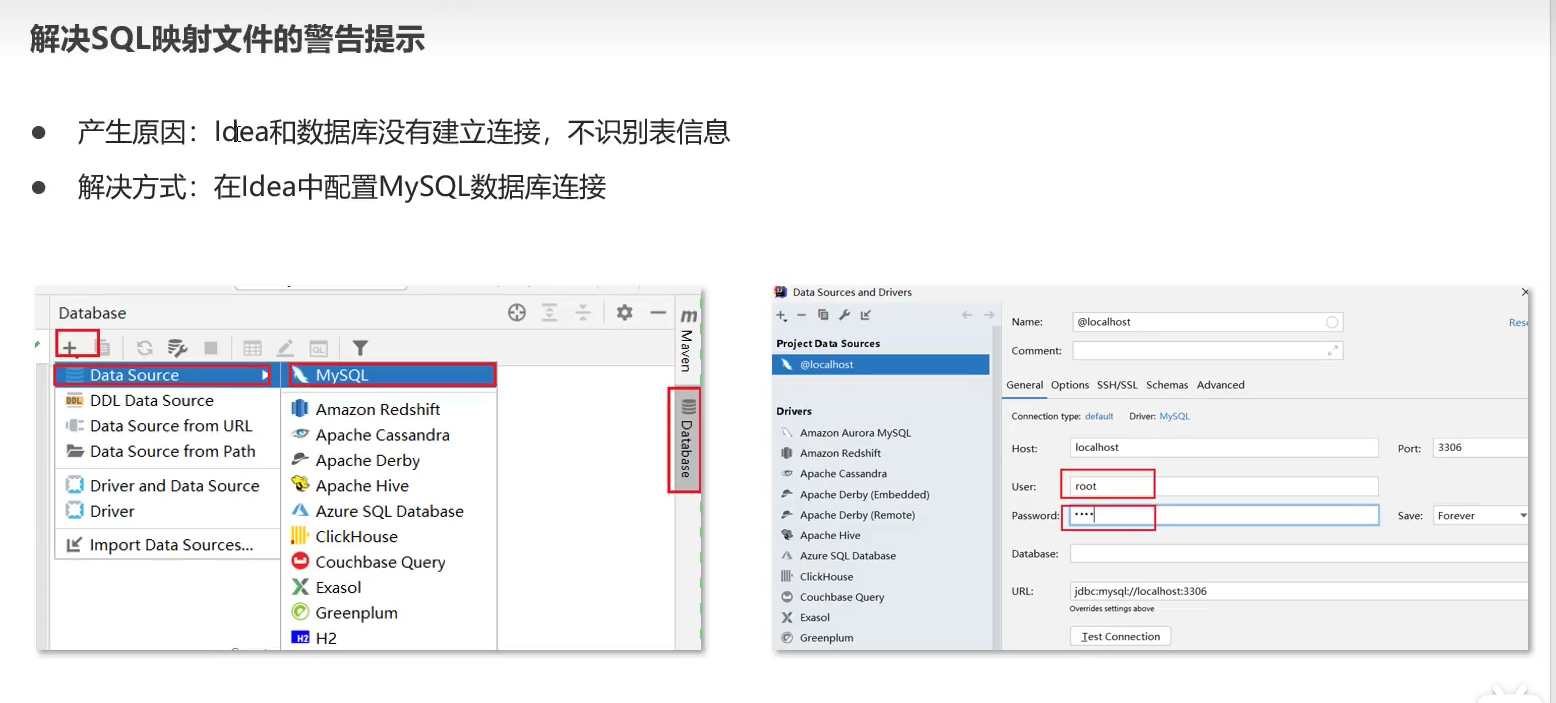 解决SQL映射文件的警告提示
● 产生原因：Idea和数据库没有建立连接，不识别表信息
● 解决方式：在Idea中配置MySQL数据库连接
Database
m
Maven
Database
Data Source
DDL Data Source
Data Source from URL
Data Source from Path
Driver and Data Source
Driver
Import Data Sources...
MySQL
Amazon Redshift
Apache Cassandra
Apache Derby
Apache Hive
Azure SQL Database
ClickHouse
Couchbase Query
Exasol
Greenplum
H2
Data Sources and Drivers
Project Data Sources
@localhost
Drivers
Amazon Aurora MySQL
Amazon Redshift
Apache Cassandra
Apache Derby (Embedded)
Apache Derby (Remote)
Apache Hive
Azure SQL Database
ClickHouse
Couchbase Query
Exasol
Greenplum
Name: @localhost
Comment:
General Options SSH/SSL Schemas Advanced
Connection type: default Driver: MySQL
Host: localhost Port: 3306
User: root
Password: •••• Save: Forever
Database:
URL: jdbc:mysql://localhost:3306
Overrides settings above
Test Connection